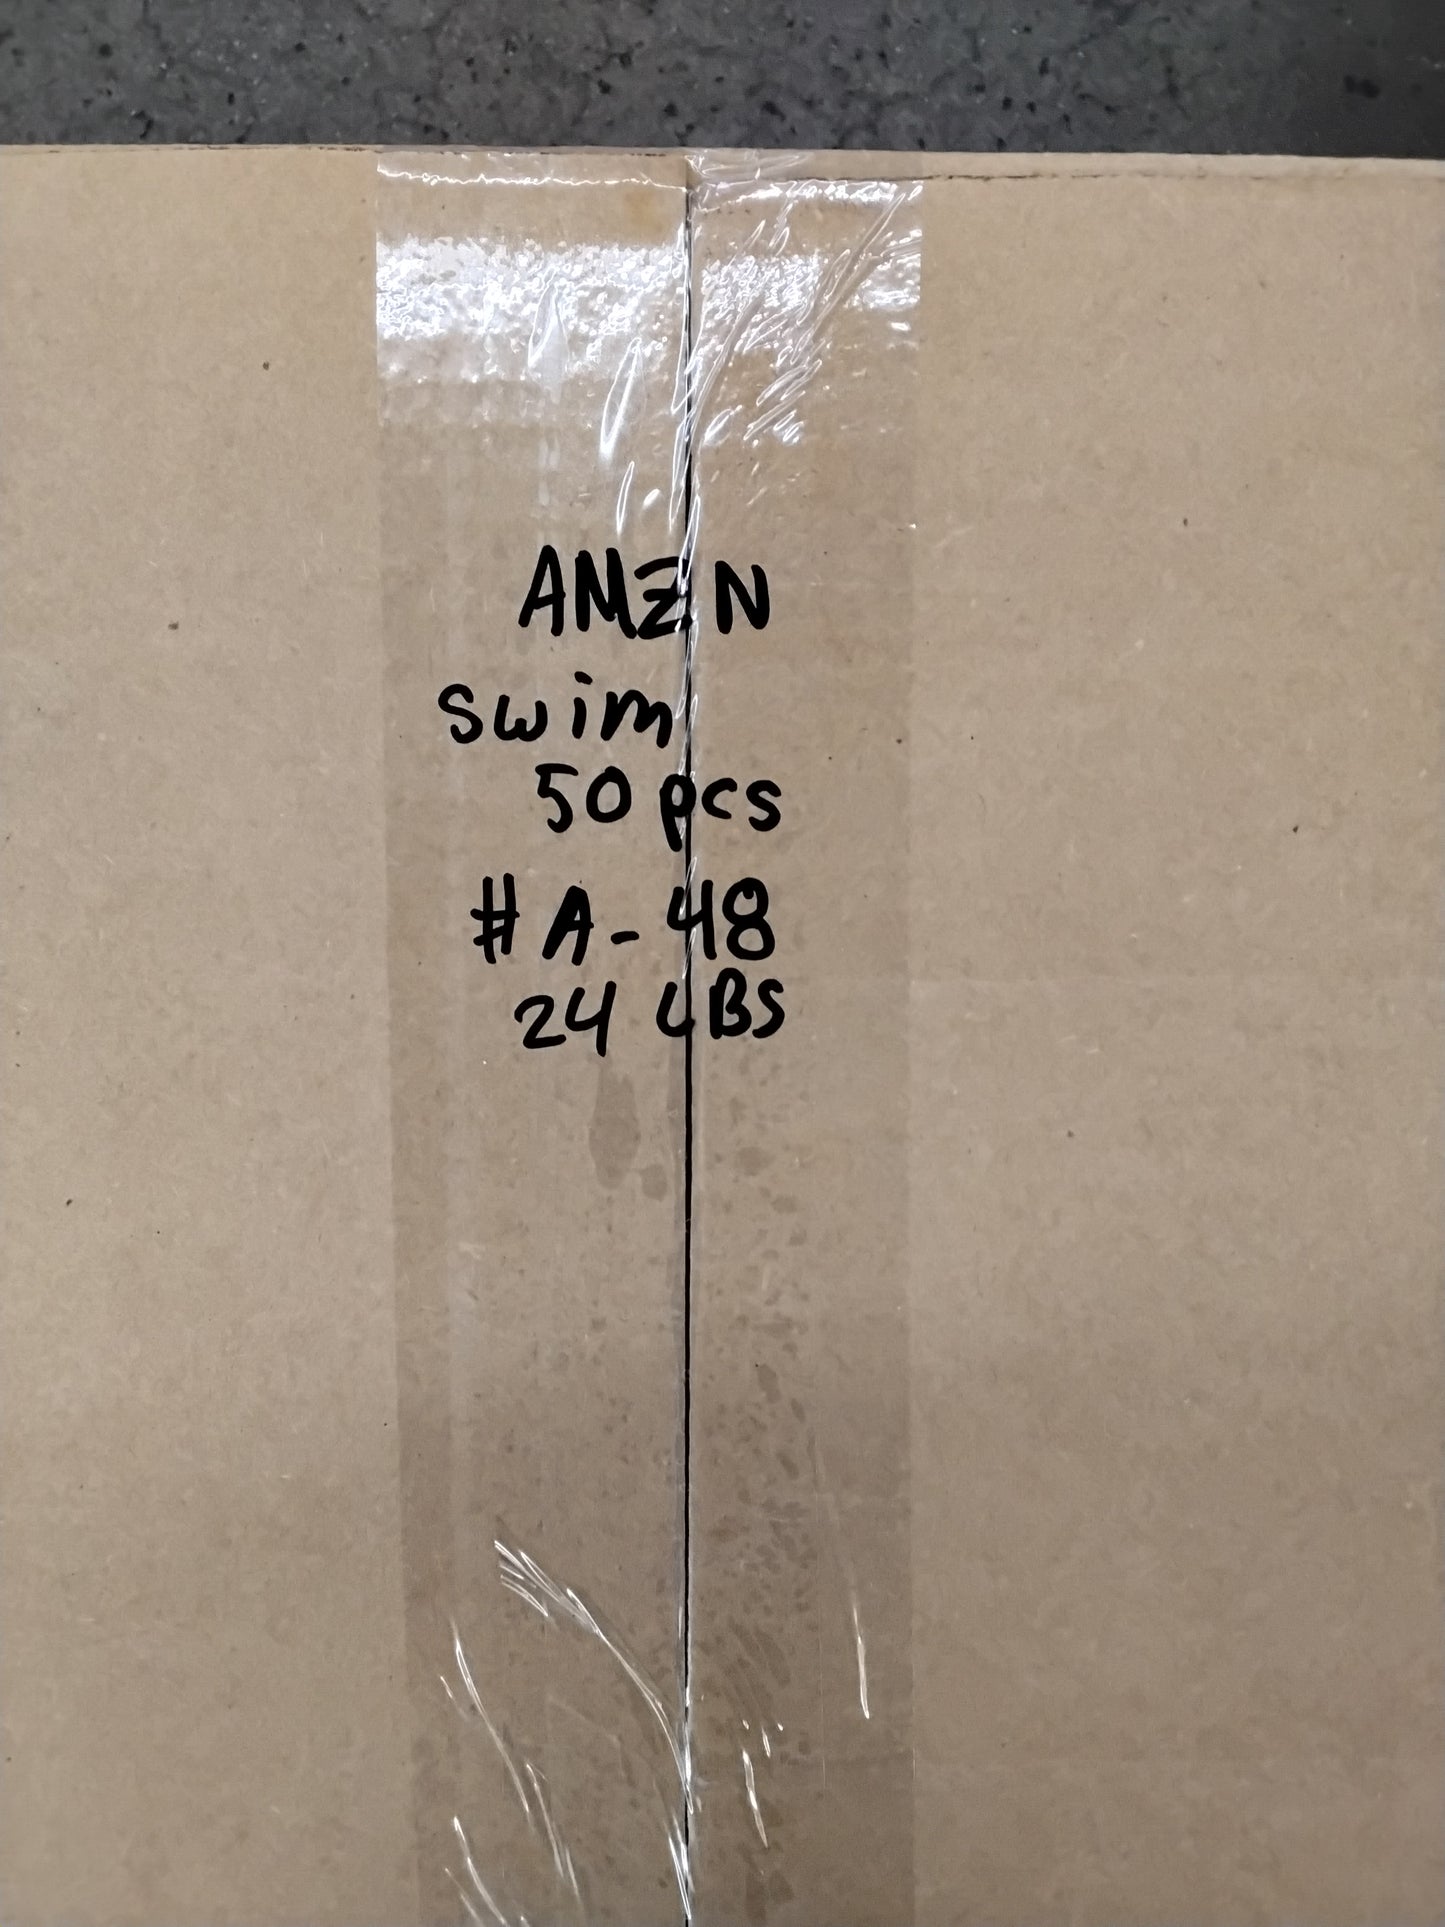 AMZN
swim
50 pcs
# A-48
24 LBS